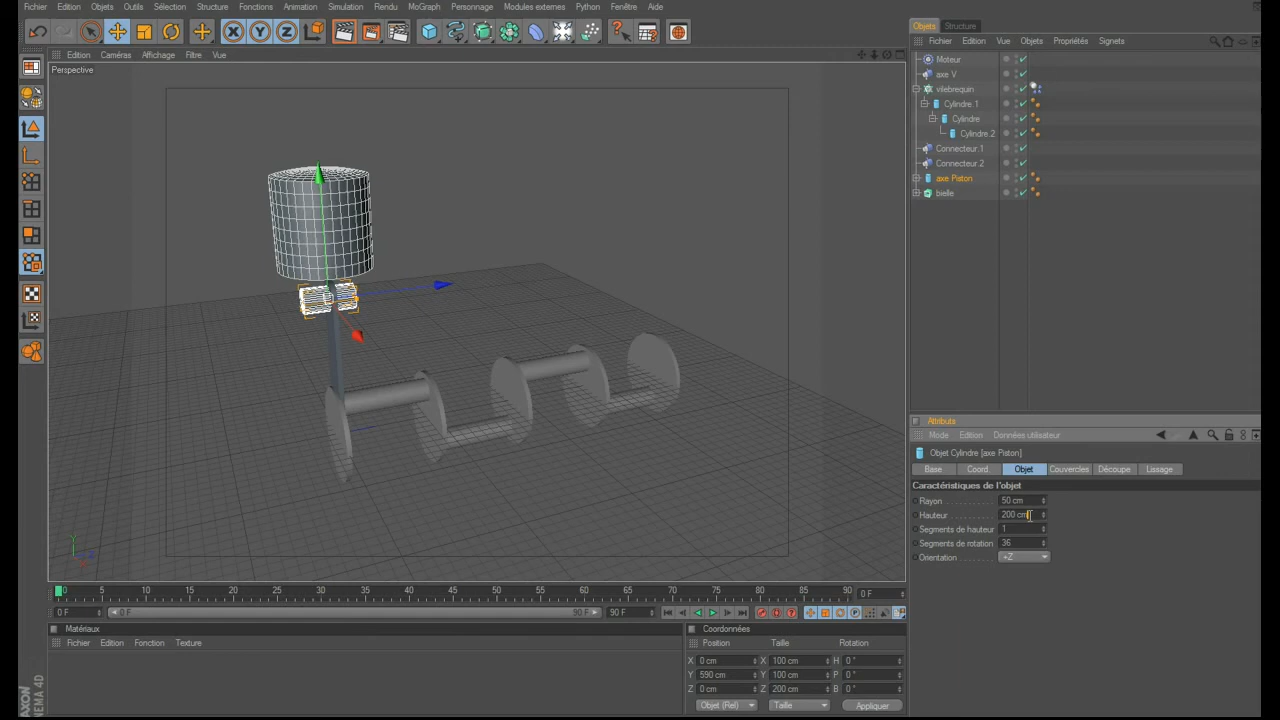 Fichier Edition Objets Outils Sélection Structure Fonctions Animation Simulation Rendu MoGraph Personnage Modules externes Python Fenêtre Aide
X Y Z
Objets Structure
Edition Caméras Affichage Filtre Vue
Fichier Edition Vue Objets Propriétés Signets
Perspective
Moteur
axe V
vilebrequin
Cylindre.1
Cylindre
Cylindre.2
Connecteur.1
Connecteur.2
axe Piston
bielle
Attributs
Mode Edition Données utilisateur
Objet Cylindre [axe Piston]
Base Coord. Objet Couvercles Découpe Lissage
Caractéristiques de l'objet
Rayon 50 cm
Hauteur 200 cm
Segments de hauteur 1
Segments de rotation 36
Orientation +Z
Y Z X
0 5 10 15 20 25 30 35 40 45 50 55 60 65 70 75 80 85 90 0 F
0 F 0 F 90 F 90 F
Matériaux
Fichier Edition Fonction Texture
Coordonnées
Position Taille Rotation
X 0 cm X 100 cm H 0 °
Y 590 cm Y 100 cm P 0 °
Z 0 cm Z 200 cm B 0 °
Objet (Rel) Taille Appliquer
AXON
CINEMA 4D